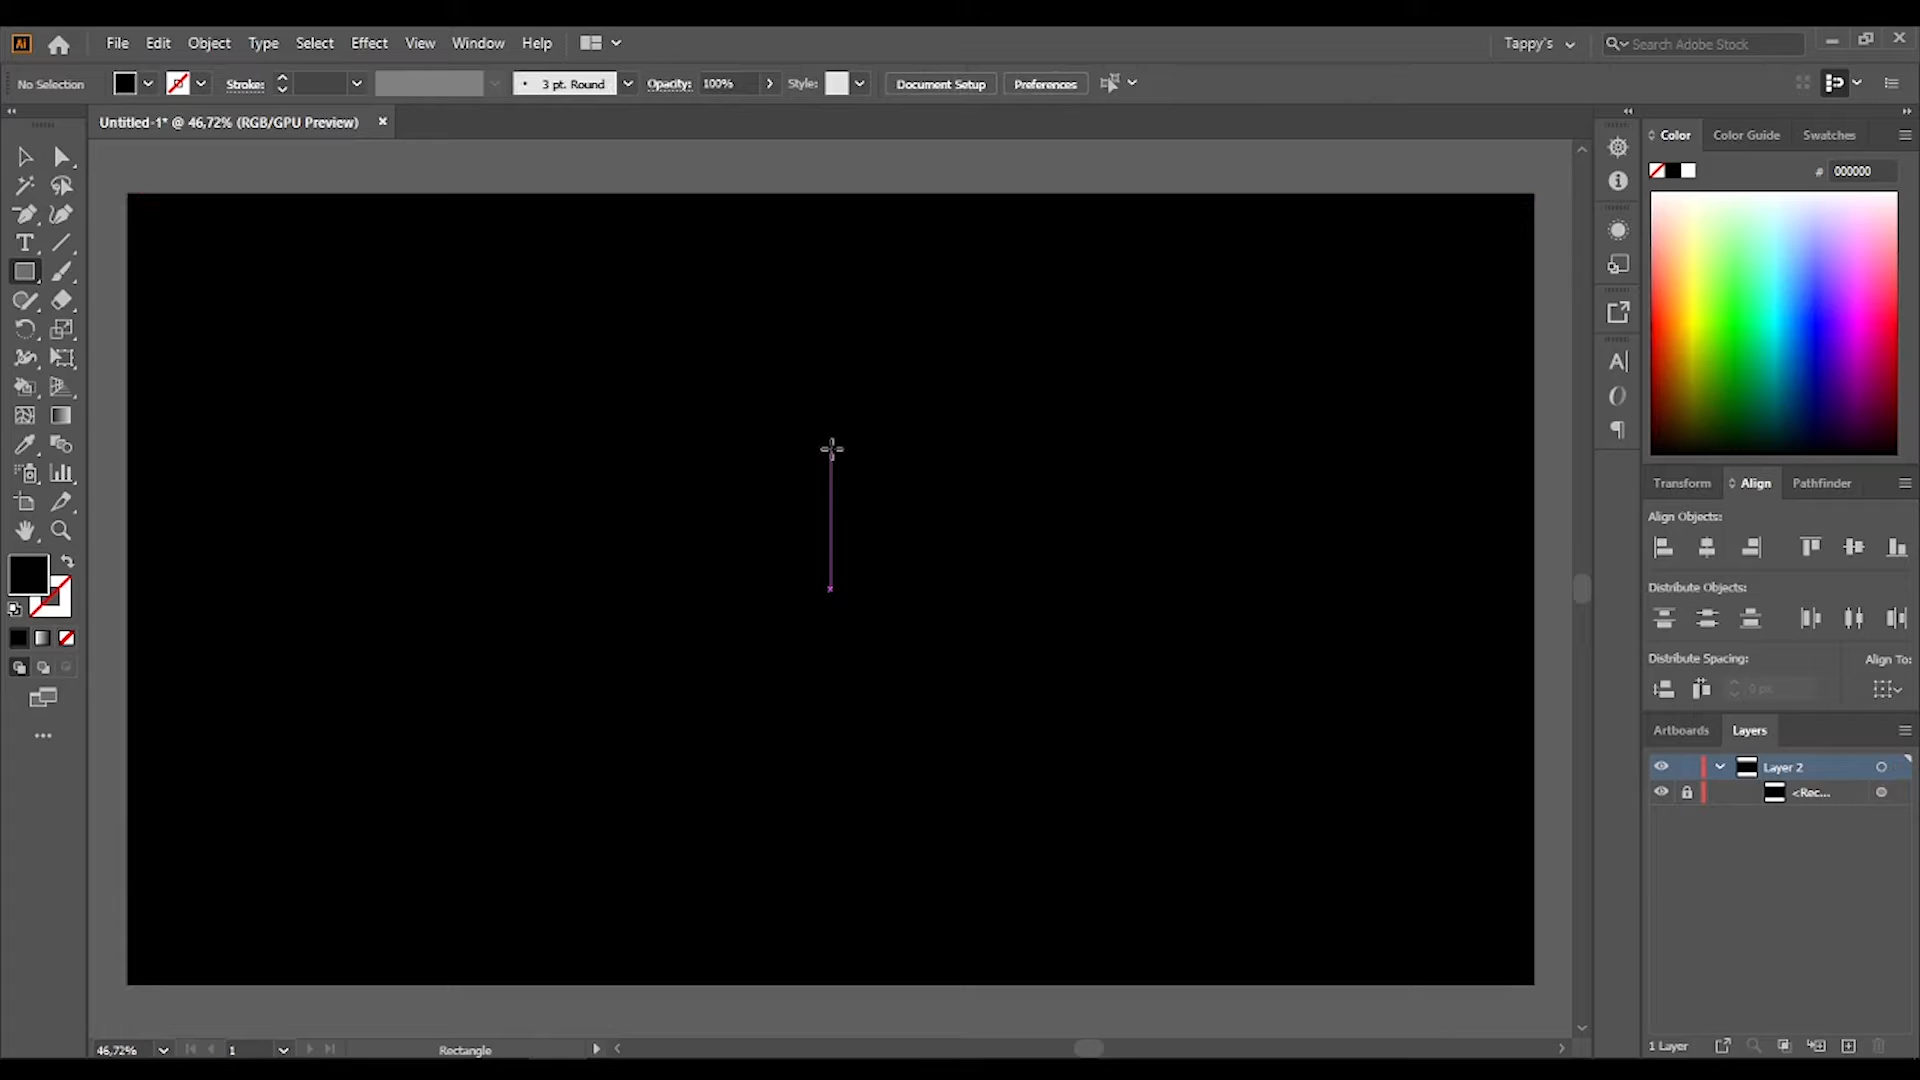 Ai File Edit Object Type Select Effect View Window Help Tappy's Search Adobe Stock
No Selection Stroke: 3 pt. Round Opacity: 100% Style: Document Setup Preferences
Untitled-1* @ 46,72% (RGB/GPU Preview) ×
Color Color Guide Swatches
# 000000
Transform Align Pathfinder
Align Objects:
Distribute Objects:
Distribute Spacing: Align To:
0 px
Artboards Layers
Layer 2
<Rec...
46,72% 1 Rectangle
1 Layer